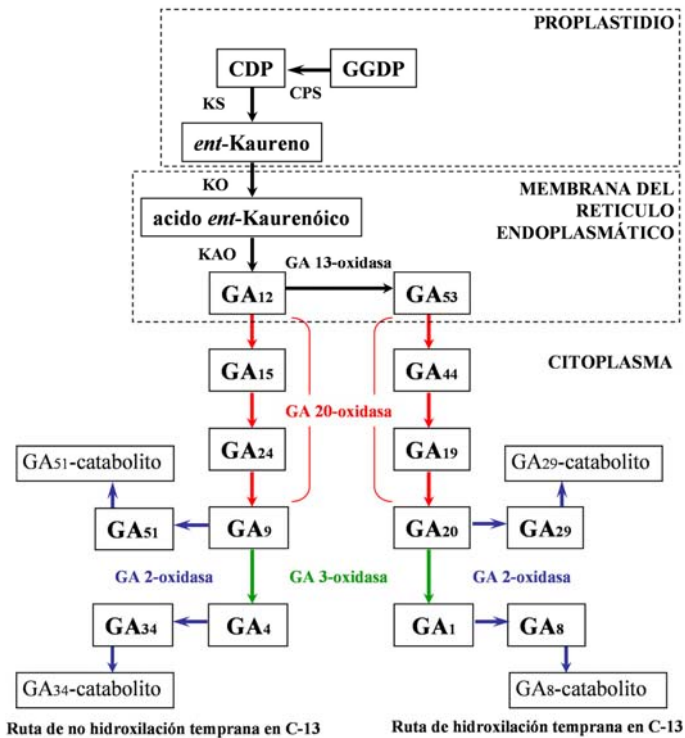 PROPLASTIDIO
CDP
GGDP
CPS
KS
ent-Kaureno
KO
MEMBRANA DEL
RETICULO
ENDOPLASMÁTICO
acido ent-Kaurenóico
KAO
GA 13-oxidasa
GA12
GA53
CITOPLASMA
GA15
GA44
GA 20-oxidasa
GA24
GA19
GA51-catabolito
GA29-catabolito
GA51
GA9
GA20
GA29
GA 2-oxidasa
GA 3-oxidasa
GA 2-oxidasa
GA34
GA4
GA1
GA8
GA34-catabolito
GA8-catabolito
Ruta de no hidroxilación temprana en C-13
Ruta de hidroxilación temprana en C-13